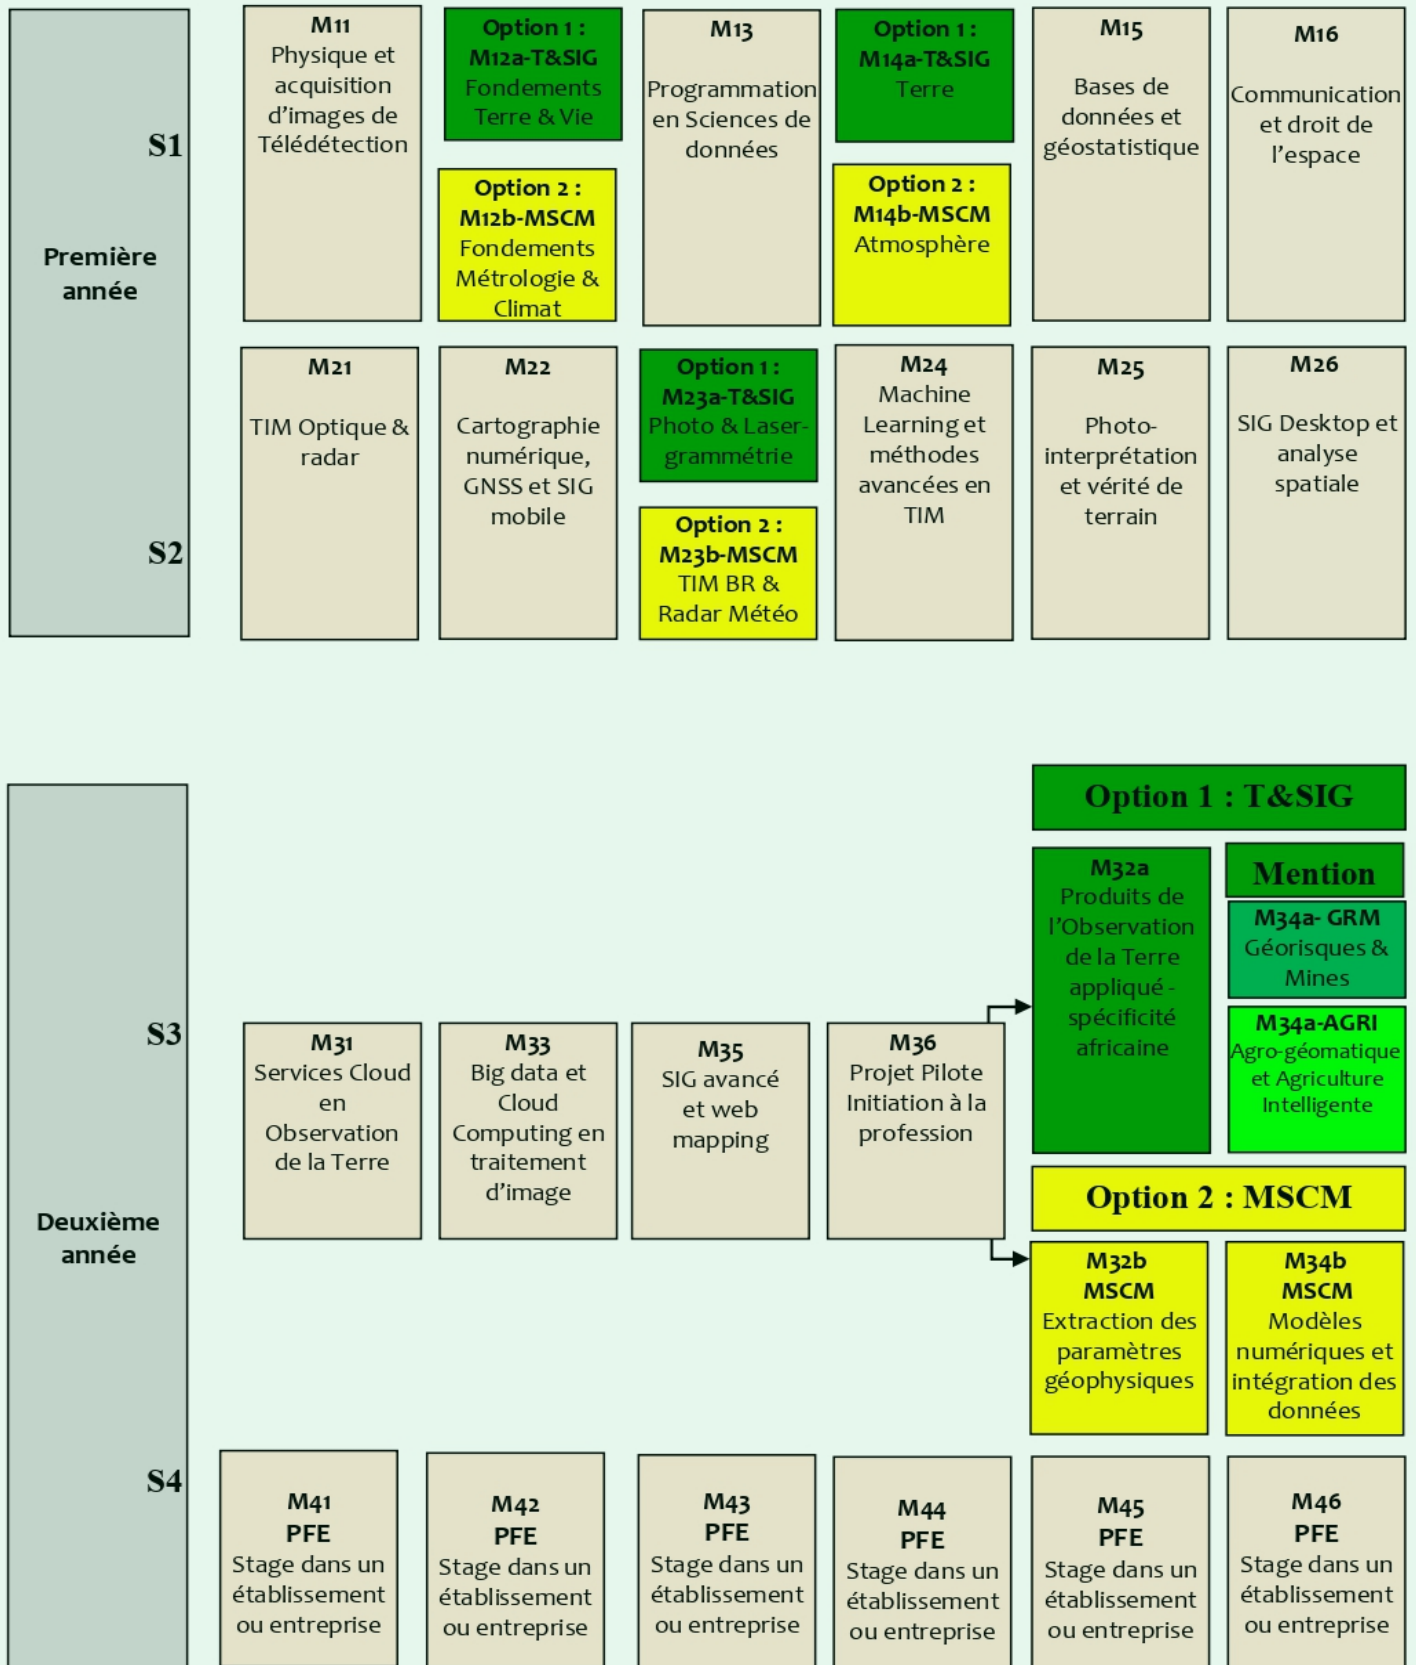 Première
année
S1
M11
Physique et
acquisition
d'images de
Télédétection
Option 1 :
M12a-T&SIG
Fondements
Terre & Vie
Option 2 :
M12b-MSCM
Fondements
Métrologie &
Climat
M13
Programmation
en Sciences de
données
Option 1 :
M14a-T&SIG
Terre
Option 2 :
M14b-MSCM
Atmosphère
M15
Bases de
données et
géostatistique
M16
Communication
et droit de
l'espace
S2
M21
TIM Optique &
radar
M22
Cartographie
numérique,
GNSS et SIG
mobile
Option 1 :
M23a-T&SIG
Photo & Laser-
grammétrie
Option 2 :
M23b-MSCM
TIM BR &
Radar Météo
M24
Machine
Learning et
méthodes
avancées en
TIM
M25
Photo-
interprétation
et vérité de
terrain
M26
SIG Desktop et
analyse
spatiale
Deuxième
année
S3
M31
Services Cloud
en
Observation
de la Terre
M33
Big data et
Cloud
Computing en
traitement
d'image
M35
SIG avancé
et web
mapping
M36
Projet Pilote
Initiation à la
profession
Option 1 : T&SIG
M32a
Produits de
l'Observation
de la Terre
appliqué -
spécificité
africaine
Mention
M34a- GRM
Géorisques &
Mines
M34a-AGRI
Agro-géomatique
et Agriculture
Intelligente
Option 2 : MSCM
M32b
MSCM
Extraction des
paramètres
géophysiques
M34b
MSCM
Modèles
numériques et
intégration des
données
S4
M41
PFE
Stage dans un
établissement
ou entreprise
M42
PFE
Stage dans un
établissement
ou entreprise
M43
PFE
Stage dans un
établissement
ou entreprise
M44
PFE
Stage dans un
établissement
ou entreprise
M45
PFE
Stage dans un
établissement
ou entreprise
M46
PFE
Stage dans un
établissement
ou entreprise